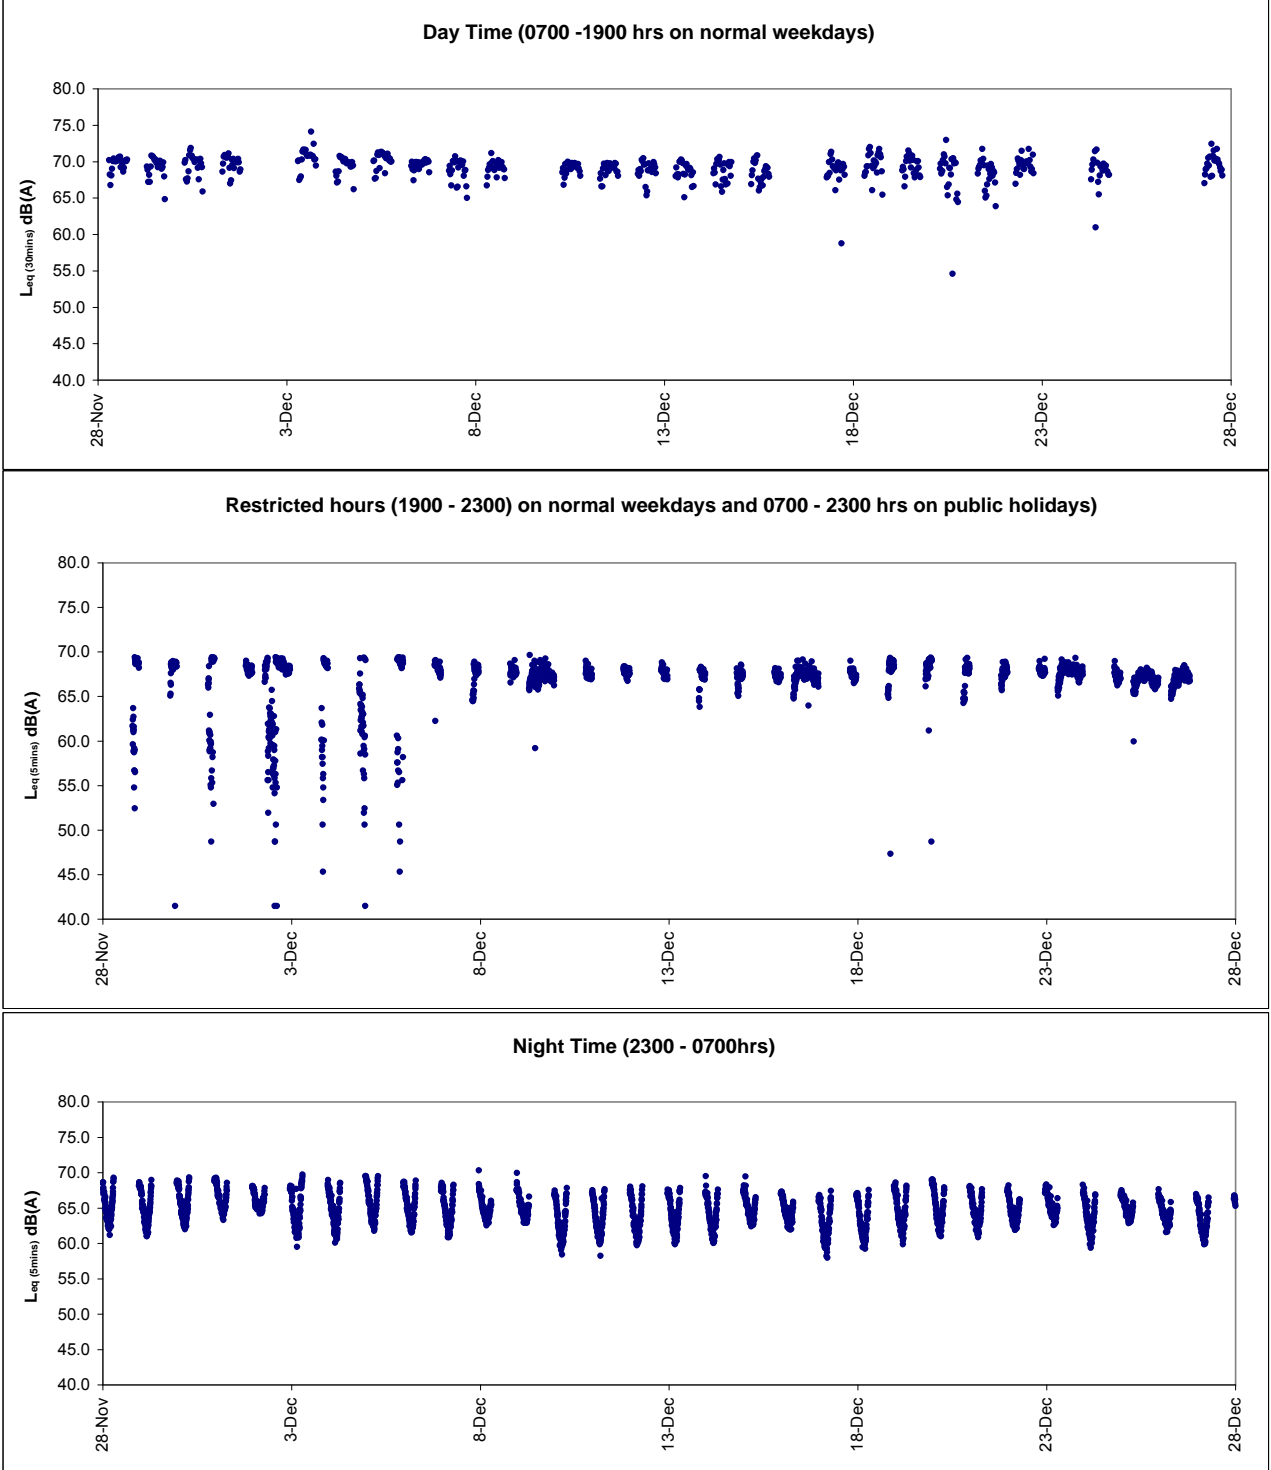 Day Time (0700 -1900 hrs on normal weekdays)
80.0
75.0
70.0
65.0
60.0
55.0
50.0
45.0
40.0
Leq (30mins) dB(A)
28-Nov
3-Dec
8-Dec
13-Dec
18-Dec
23-Dec
28-Dec
Restricted hours (1900 - 2300) on normal weekdays and 0700 - 2300 hrs on public holidays)
80.0
75.0
70.0
65.0
60.0
55.0
50.0
45.0
40.0
Leq (5mins) dB(A)
28-Nov
3-Dec
8-Dec
13-Dec
18-Dec
23-Dec
28-Dec
Night Time (2300 - 0700hrs)
80.0
75.0
70.0
65.0
60.0
55.0
50.0
45.0
40.0
Leq (5mins) dB(A)
28-Nov
3-Dec
8-Dec
13-Dec
18-Dec
23-Dec
28-Dec